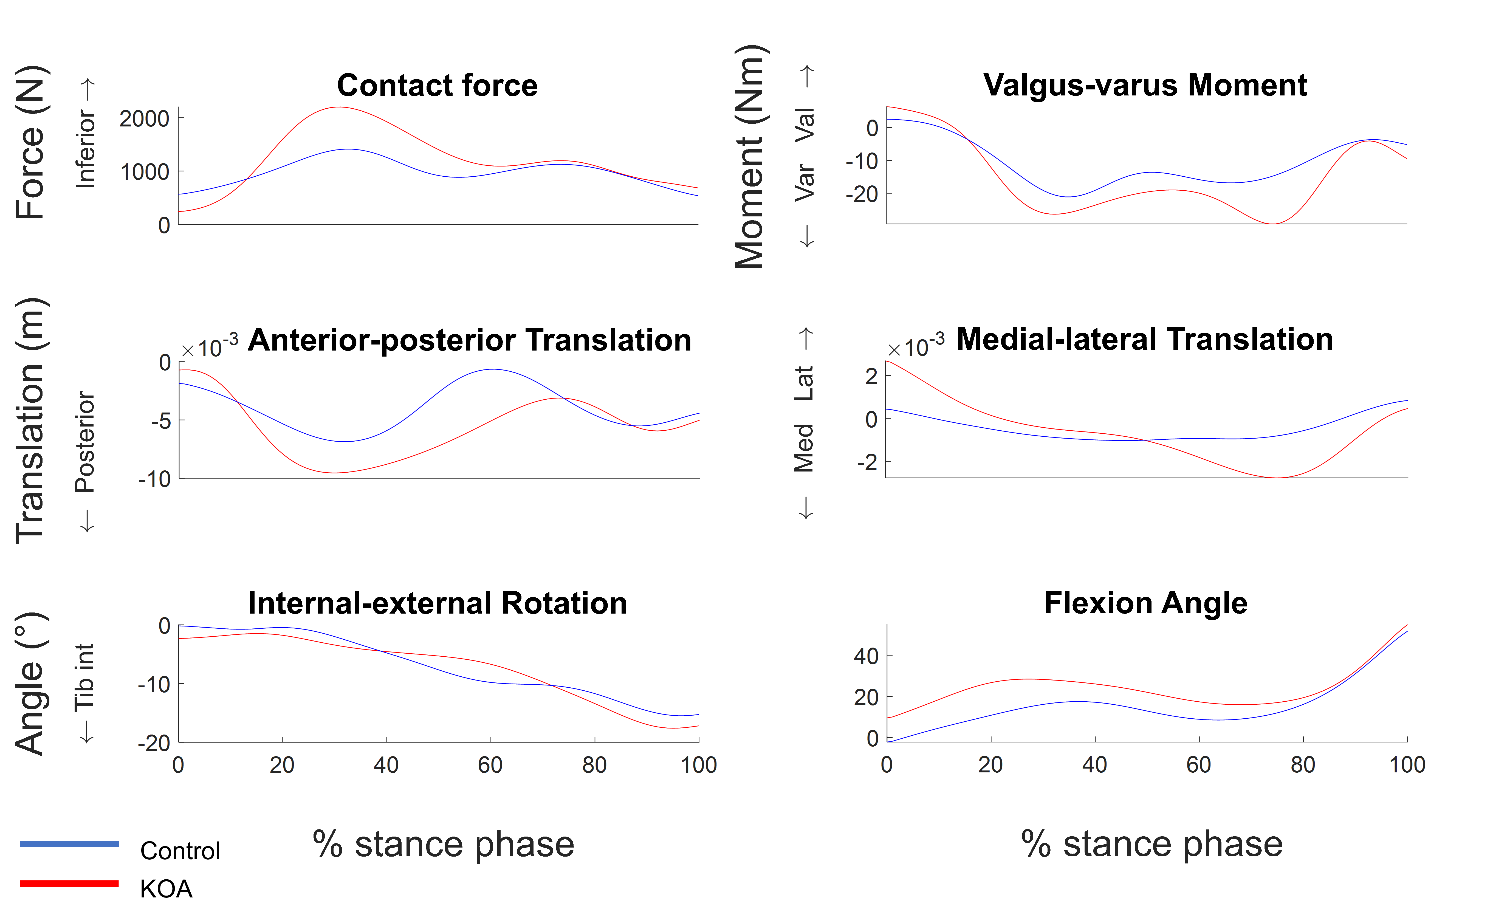 Contact force
Force (N)
Inferior →
2000
1000
0
Valgus-varus Moment
Moment (Nm)
← Var Val →
0
-10
-20
×10-3 Anterior-posterior Translation
Translation (m)
← Posterior
0
-5
-10
×10-3 Medial-lateral Translation
← Med Lat →
2
0
-2
Internal-external Rotation
Angle (°)
← Tib int
0
-10
-20
0 20 40 60 80 100
% stance phase
Flexion Angle
40
20
0
0 20 40 60 80 100
% stance phase
Control
KOA